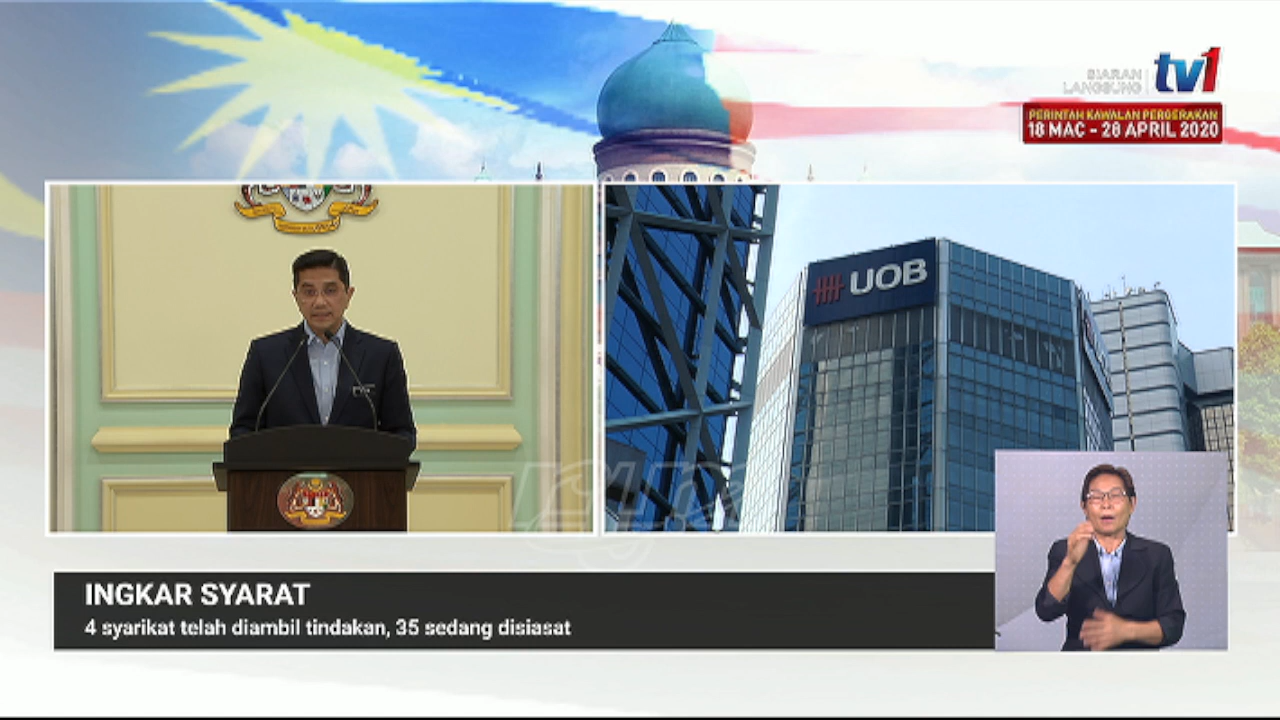 SIARAN
LANGSUNG
tv1
PERINTAH KAWALAN PERGERAKAN
18 MAC - 28 APRIL 2020
UOB
INGKAR SYARAT
4 syarikat telah diambil tindakan, 35 sedang disiasat